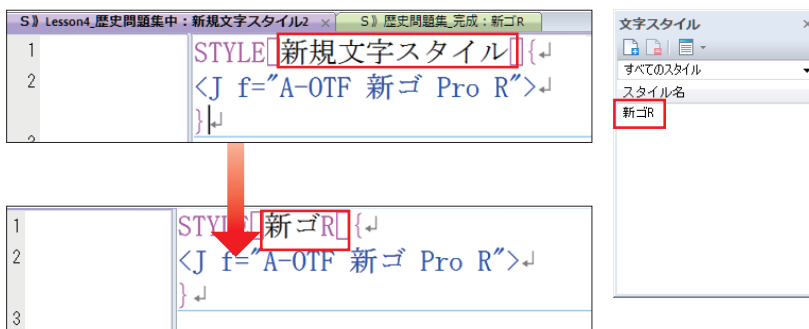 S》Lesson4_歴史問題集中：新規文字スタイル2 ×
S》歴史問題集_完成：新ゴR
1 STYLE 新規文字スタイル {↲
2 <J f="A-OTF 新ゴ Pro R">↲
}↲
1 STYLE 新ゴR {↲
2 <J f="A-OTF 新ゴ Pro R">↲
}↲
3
文字スタイル ×
すべてのスタイル
スタイル名
新ゴR